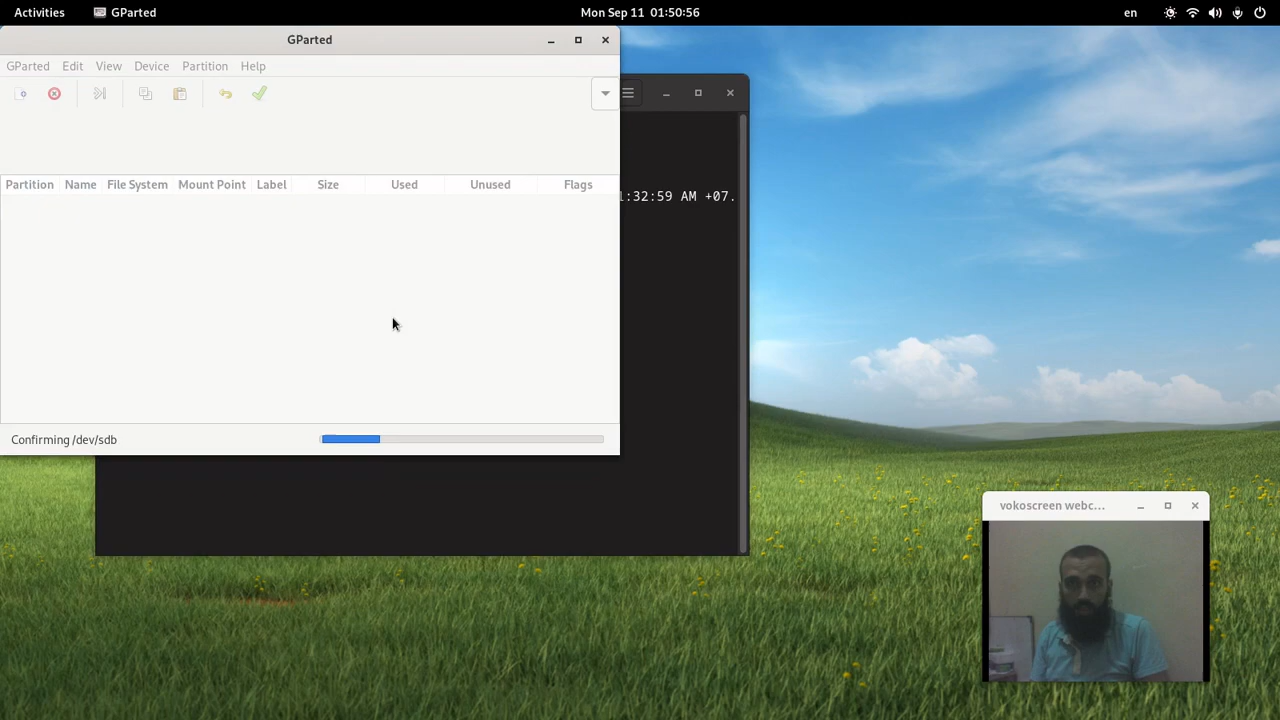 Activities GParted Mon Sep 11 01:50:56 en
GParted
GParted Edit View Device Partition Help
Partition Name File System Mount Point Label Size Used Unused Flags
1:32:59 AM +07.
Confirming /dev/sdb
vokoscreen webc...